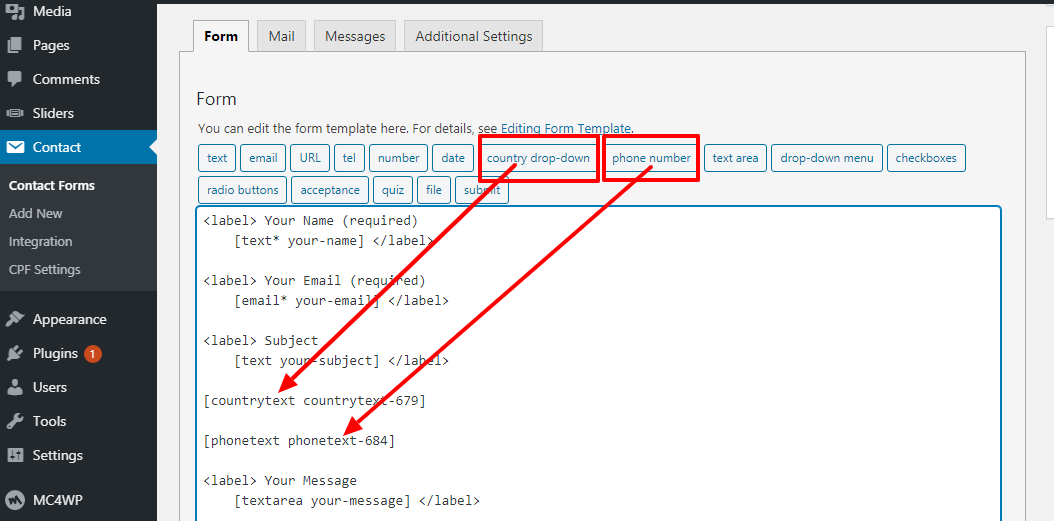 Media
Pages
Comments
Sliders
Contact
Contact Forms
Add New
Integration
CPF Settings
Appearance
Plugins 1
Users
Tools
Settings
MC4WP
Form Mail Messages Additional Settings
Form
You can edit the form template here. For details, see Editing Form Template.
text email URL tel number date country drop-down phone number text area drop-down menu checkboxes
radio buttons acceptance quiz file submit
<label> Your Name (required)
[text* your-name] </label>
<label> Your Email (required)
[email* your-email] </label>
<label> Subject
[text your-subject] </label>
[countrytext countrytext-679]
[phonetext phonetext-684]
<label> Your Message
[textarea your-message] </label>